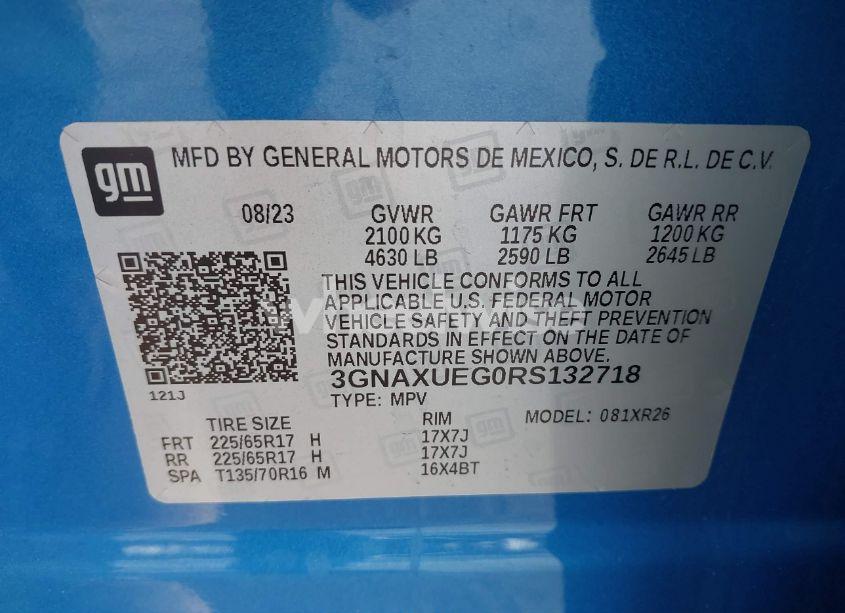 gm MFD BY GENERAL MOTORS DE MEXICO, S. DE R.L. DE C.V.
08/23 GVWR GAWR FRT GAWR RR
2100 KG 1175 KG 1200 KG
4630 LB 2590 LB 2645 LB
THIS VEHICLE CONFORMS TO ALL
APPLICABLE U.S. FEDERAL MOTOR
VEHICLE SAFETY AND THEFT PREVENTION
STANDARDS IN EFFECT ON THE DATE OF
MANUFACTURE SHOWN ABOVE.
3GNAXUEG0RS132718
121J
TYPE: MPV
TIRE SIZE RIM MODEL: 081XR26
FRT 225/65R17 H 17X7J
RR 225/65R17 H 17X7J
SPA T135/70R16 M 16X4BT